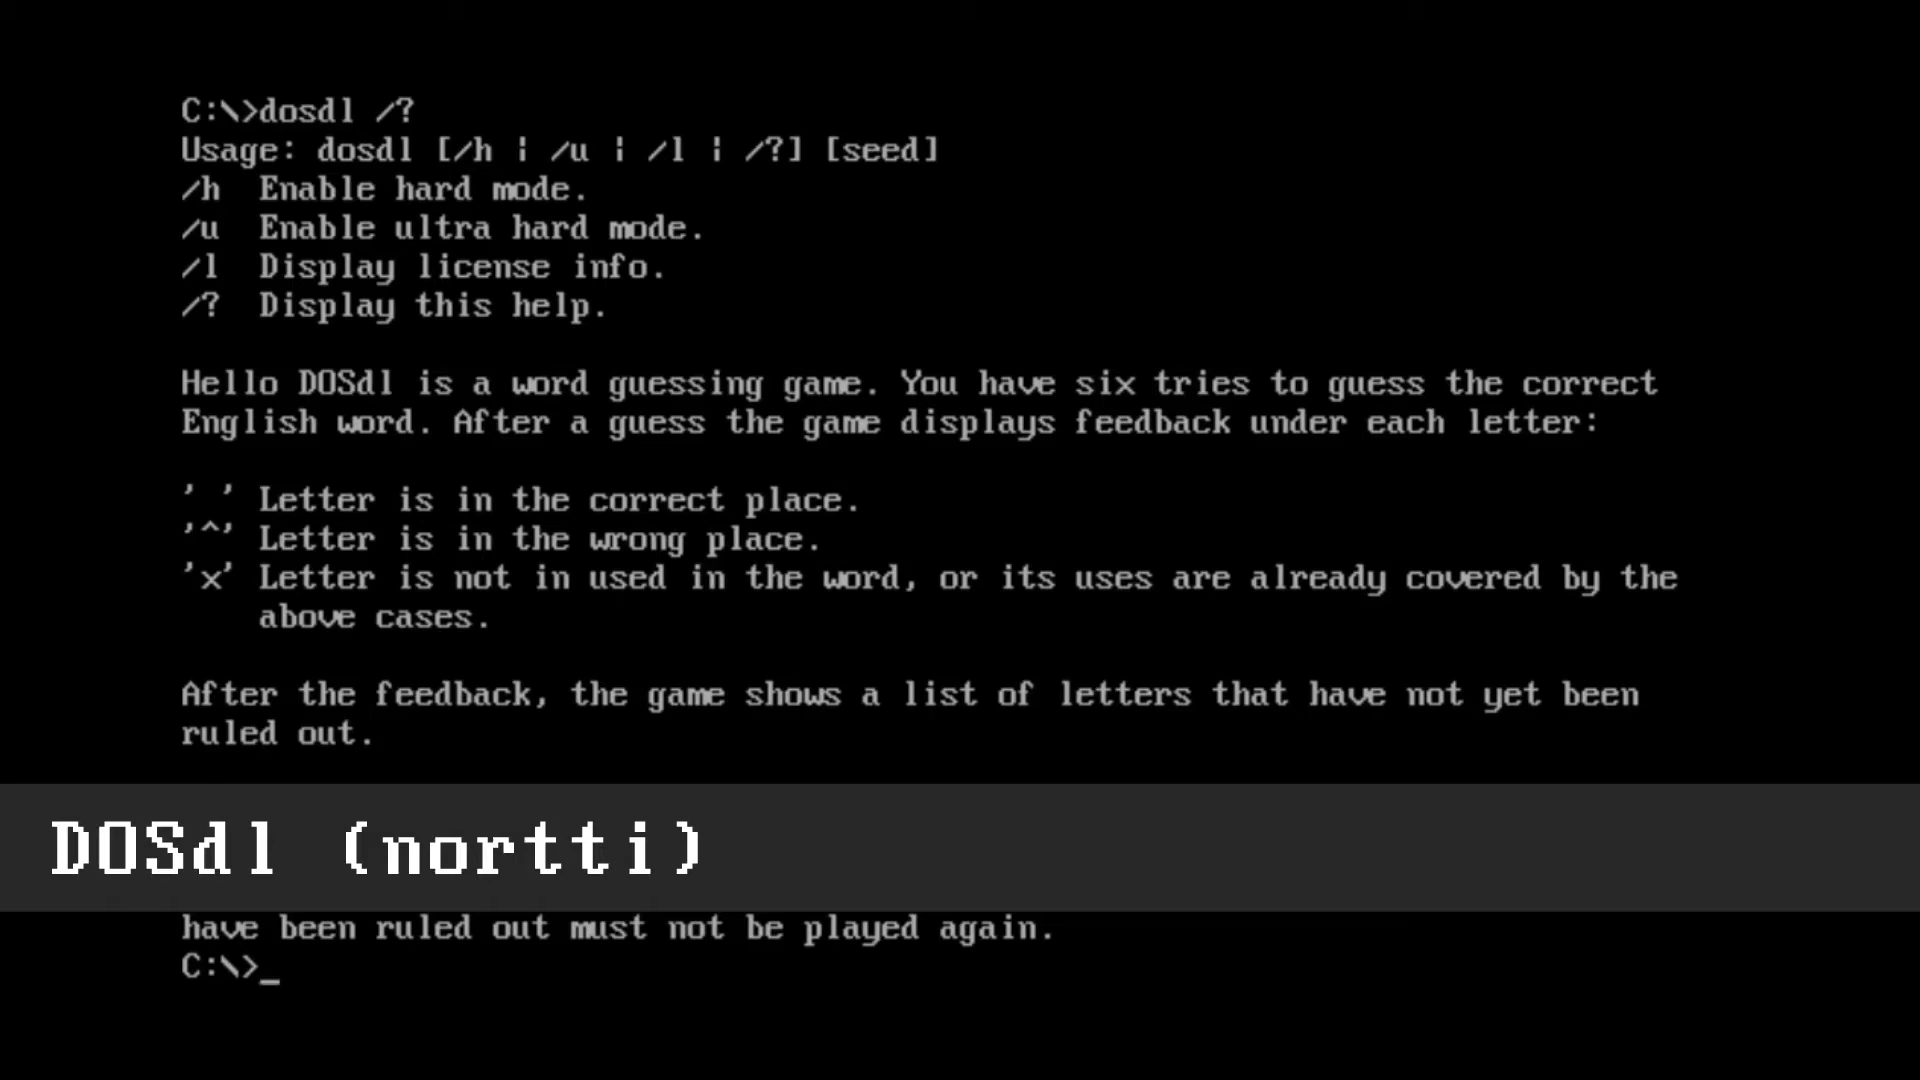 C:\>dosdl /?
Usage: dosdl [/h ¦ /u ¦ /l ¦ /?] [seed]
/h  Enable hard mode.
/u  Enable ultra hard mode.
/l  Display license info.
/?  Display this help.
Hello DOSdl is a word guessing game. You have six tries to guess the correct
English word. After a guess the game displays feedback under each letter:
' ' Letter is in the correct place.
'^' Letter is in the wrong place.
'x' Letter is not in used in the word, or its uses are already covered by the
above cases.
After the feedback, the game shows a list of letters that have not yet been
ruled out.
DOSdl (nortti)
have been ruled out must not be played again.
C:\>_